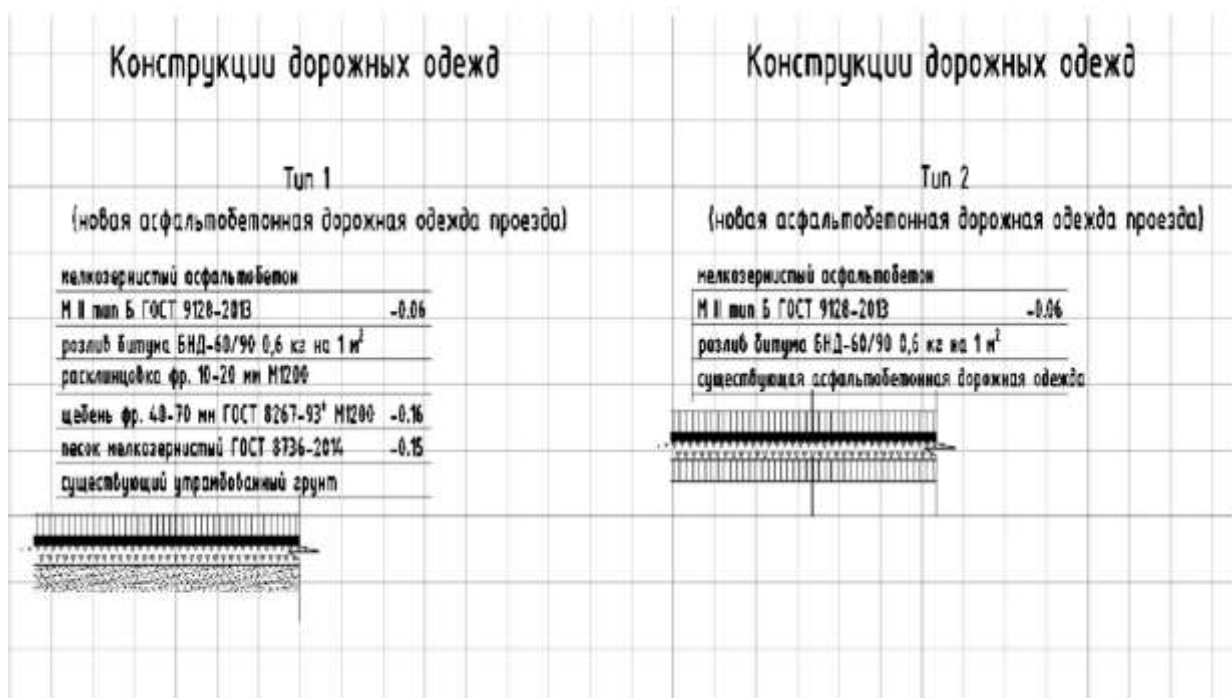 Конструкции дорожных одежд
Тип 1
(новая асфальтобетонная дорожная одежда проезда)
мелкозернистый асфальтобетон
М II тип Б ГОСТ 9128-2013 -0.06
розлив битума БНД-60/90 0,6 кг на 1 м²
расклинцовка фр. 10-20 мм М1200
щебень фр. 40-70 мм ГОСТ 8267-93* М1200 -0.16
песок мелкозернистый ГОСТ 8736-2014 -0.15
существующий утрамбованный грунт
Конструкции дорожных одежд
Тип 2
(новая асфальтобетонная дорожная одежда проезда)
мелкозернистый асфальтобетон
М II тип Б ГОСТ 9128-2013 -0.06
розлив битума БНД-60/90 0,6 кг на 1 м²
существующая асфальтобетонная дорожная одежда